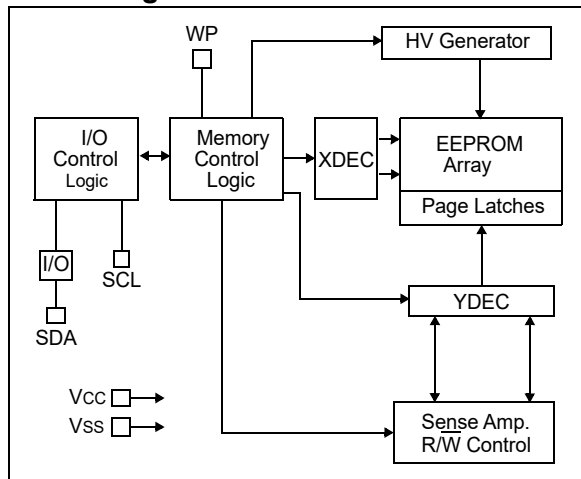 WP
HV Generator
I/O
Control
Logic
Memory
Control
Logic
XDEC
EEPROM
Array
Page Latches
I/O
SCL
SDA
YDEC
VCC
VSS
Sense Amp.
R/W̅ Control